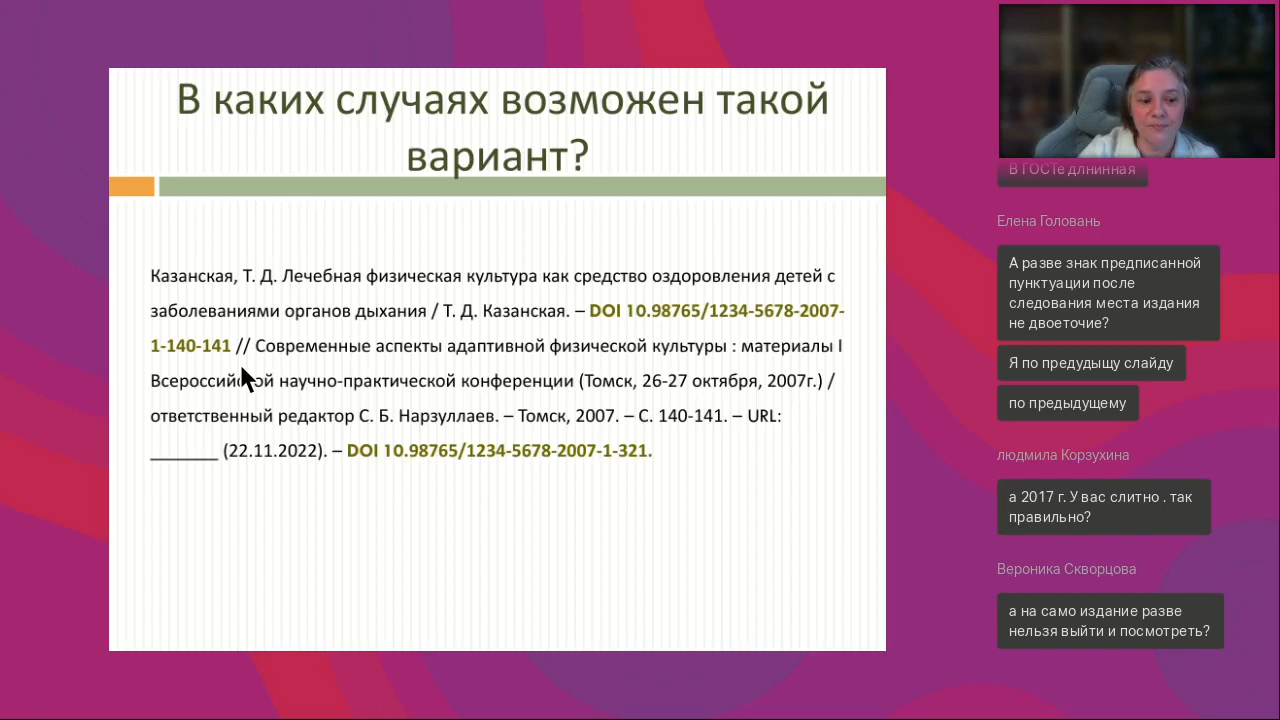 В каких случаях возможен такой
вариант?
Казанская, Т. Д. Лечебная физическая культура как средство оздоровления детей с
заболеваниями органов дыхания / Т. Д. Казанская. – DOI 10.98765/1234-5678-2007-
1-140-141 // Современные аспекты адаптивной физической культуры : материалы I
Всероссийской научно-практической конференции (Томск, 26-27 октября, 2007г.) /
ответственный редактор С. Б. Нарзуллаев. – Томск, 2007. – С. 140-141. – URL:
_______ (22.11.2022). – DOI 10.98765/1234-5678-2007-1-321.
В ГОСТе длнинная
Елена Головань
А разве знак предписанной
пунктуации после
следования места издания
не двоеточие?
Я по предудыщу слайду
по предыдущему
людмила Корзухина
а 2017 г. У вас слитно . так
правильно?
Вероника Скворцова
а на само издание разве
нельзя выйти и посмотреть?